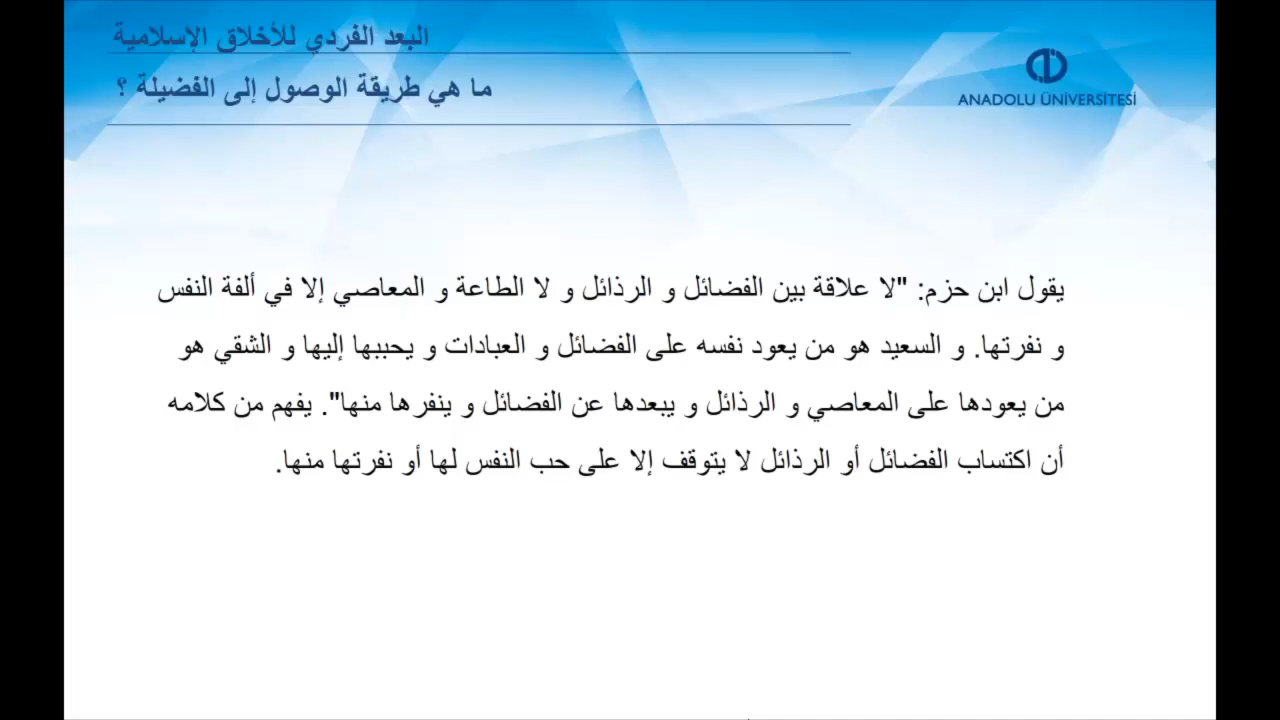 البعد الفردي للأخلاق الإسلامية
ما هي طريقة الوصول إلى الفضيلة ؟
ANADOLU ÜNİVERSİTESİ
يقول ابن حزم: "لا علاقة بين الفضائل و الرذائل و لا الطاعة و المعاصي إلا في ألفة النفس
و نفرتها. و السعيد هو من يعود نفسه على الفضائل و العبادات و يحببها إليها و الشقي هو
من يعودها على المعاصي و الرذائل و يبعدها عن الفضائل و ينفرها منها". يفهم من كلامه
أن اكتساب الفضائل أو الرذائل لا يتوقف إلا على حب النفس لها أو نفرتها منها.